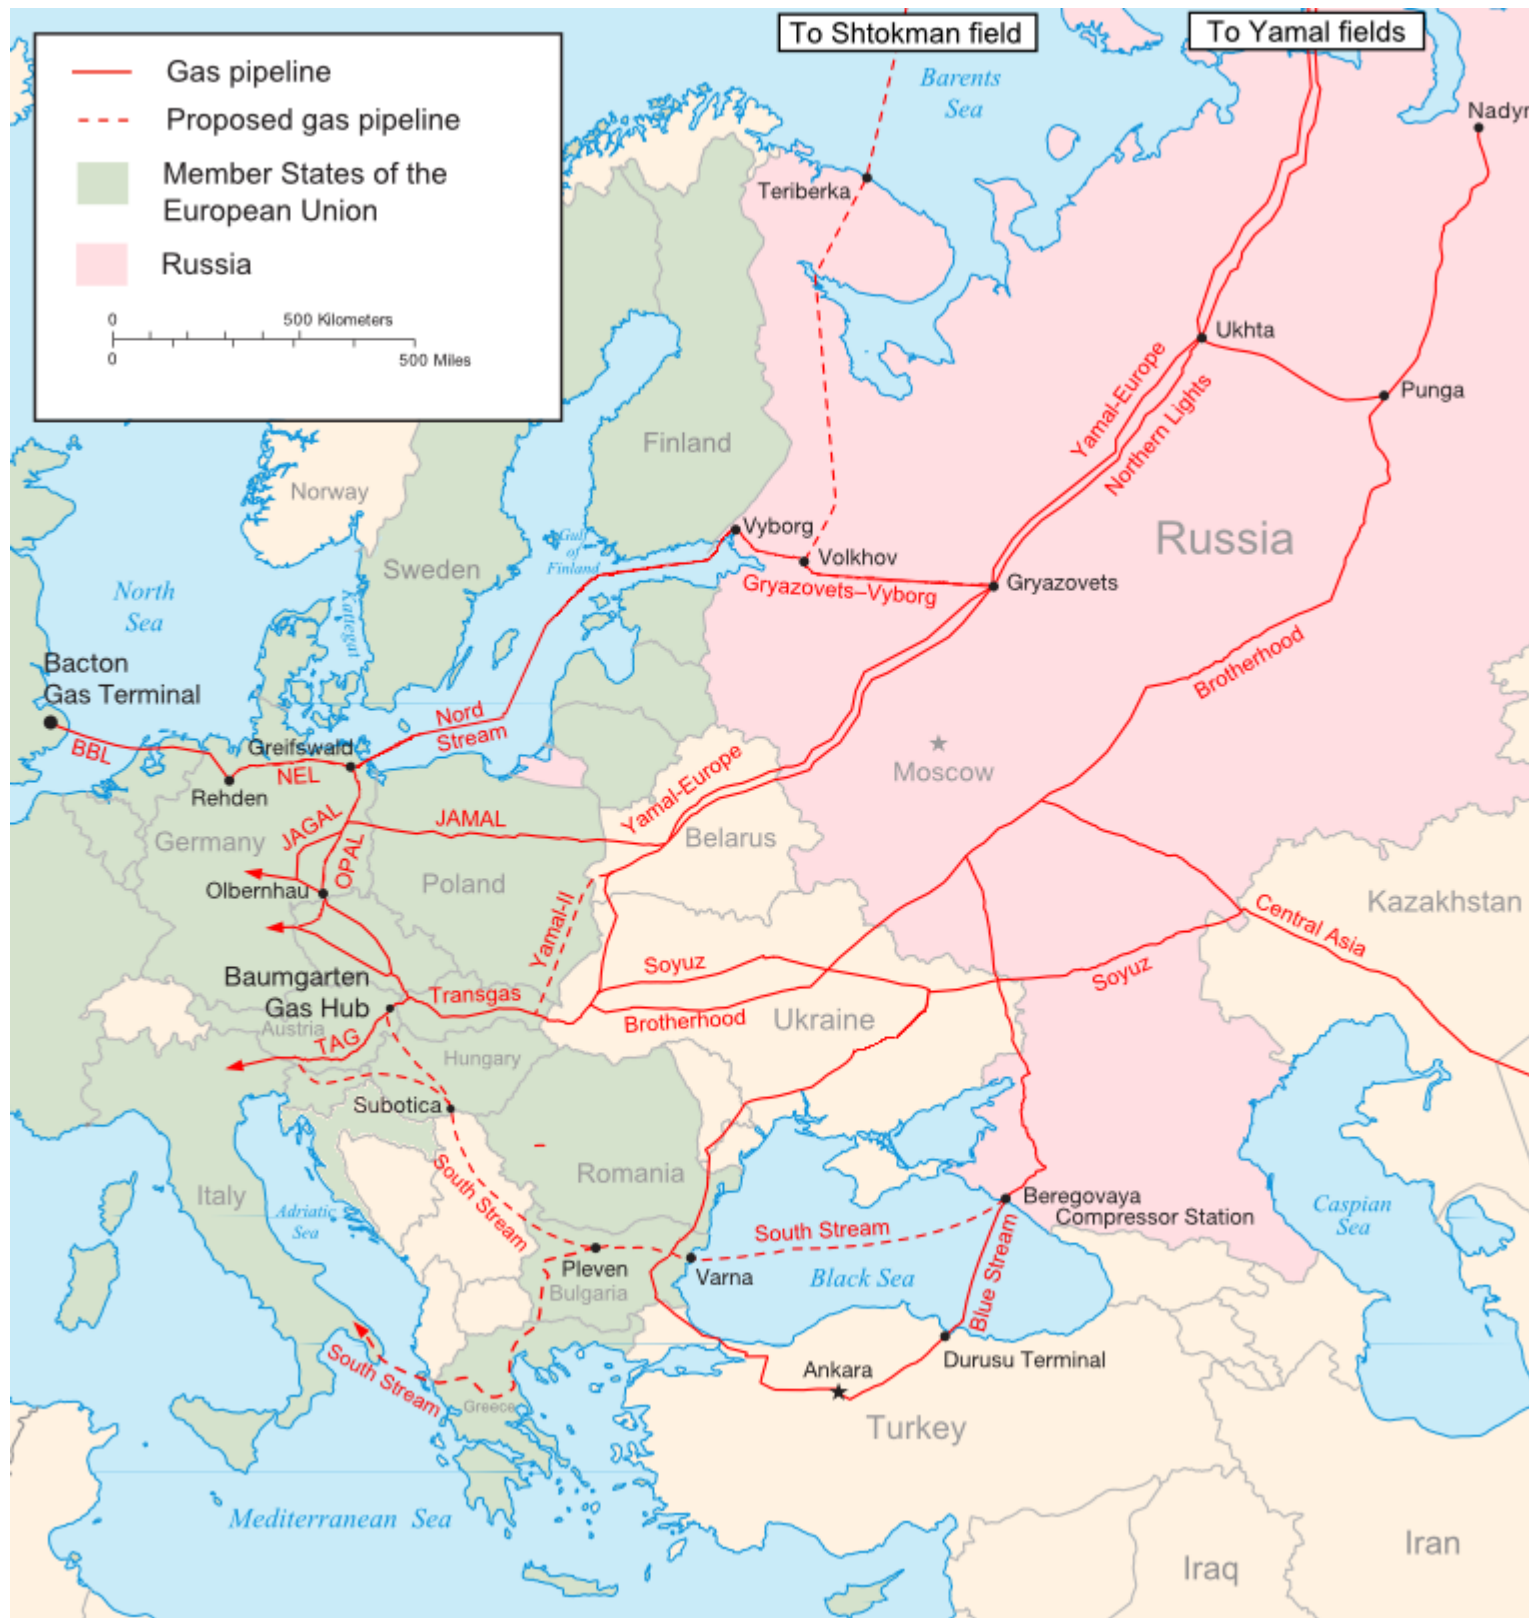 To Shtokman field
To Yamal fields
Gas pipeline
Proposed gas pipeline
Member States of the
European Union
Russia
0
500 Kilometers
0
500 Miles
Barents
Sea
Nadyr
Teriberka
Ukhta
Punga
Yamal-Europe
Northern Lights
Finland
Norway
Sweden
Gulf
of
Finland
Vyborg
Volkhov
Gryazovets–Vyborg
Gryazovets
Russia
North
Sea
Kattegat
Bacton
Gas Terminal
BBL
Nord
Stream
Greifswald
NEL
Rehden
Brotherhood
Moscow
Yamal-Europe
JAGAL
JAMAL
Germany
OPAL
Belarus
Poland
Olbernhau
Kazakhstan
Central Asia
Yamal-II
Soyuz
Soyuz
Baumgarten
Gas Hub
Transgas
Brotherhood
Ukraine
Austria
TAG
Hungary
Subotica
Romania
Italy
Adriatic
Sea
South Stream
Beregovaya
Compressor Station
Caspian
Sea
South Stream
Pleven
Bulgaria
Varna
Black Sea
Blue Stream
Durusu Terminal
Ankara
South Stream
Greece
Turkey
Mediterranean Sea
Iraq
Iran